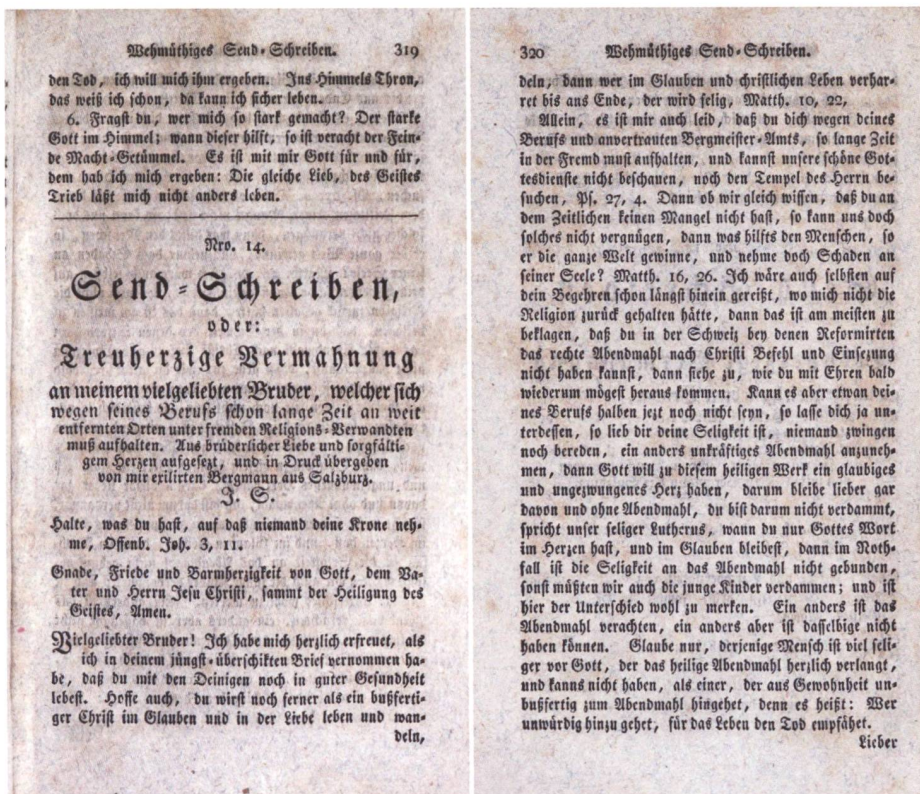 Wehmüthiges Send-Schreiben. 319
den Tod, ich will mich ihm ergeben. Ins Himmels Thron,
das weiß ich schon, da kann ich sicher leben.
6. Fragst du, wer mich so stark gemacht? Der starke
Gott im Himmel; wann dieser hilft, so ist veracht der Fein-
de Macht-Getümmel. Es ist mit mir Gott für und für,
dem hab ich mich ergeben: Die gleiche Lieb, des Geistes
Trieb läßt mich nicht anders leben.
Nro. 14.
Send-Schreiben,
oder:
Treuherzige Vermahnung
an meinem vielgeliebten Bruder, welcher sich
wegen seines Berufs schon lange Zeit an weit
entfernten Orten unter fremden Religions-Verwandten
muß aufhalten. Aus brüderlicher Liebe und sorgfälti-
gem Herzen aufgesezt, und in Druck übergeben
von mir exilirten Bergmann aus Salzburg.
J. S.
Halte, was du hast, auf daß niemand deine Krone neh-
me, Offenb. Joh. 3, 11.
Gnade, Friede und Barmherzigkeit von Gott, dem Va-
ter und Herrn Jesu Christi, sammt der Heiligung des
Geistes, Amen.
Vielgeliebter Bruder! Ich habe mich herzlich erfreuet, als
ich in deinem jüngst-überschikten Brief vernommen ha-
be, daß du mit den Deinigen noch in guter Gesundheit
lebest. Hoffe auch, du wirst noch ferner als ein bußferti-
ger Christ im Glauben und in der Liebe leben und wan-
deln,
320 Wehmüthiges Send-Schreiben.
deln, dann wer im Glauben und christlichen Leben verhar-
ret bis ans Ende, der wird selig, Matth. 10, 22,
Allein, es ist mir auch leid, daß du dich wegen deines
Berufs und anvertrauten Bergmeister-Amts, so lange Zeit
in der Fremd must aufhalten, und kannst unsere schöne Got-
tesdienste nicht beschauen, noch den Tempel des Herrn be-
suchen, Ps. 27, 4. Dann ob wir gleich wissen, daß du an
dem Zeitlichen keinen Mangel nicht hast, so kann uns doch
solches nicht vergnügen, dann was hilfts den Menschen, so
er die ganze Welt gewinne, und nehme doch Schaden an
seiner Seele? Matth. 16, 26. Ich wäre auch selbsten auf
dein Begehren schon längst hinein gereißt, wo mich nicht die
Religion zurück gehalten hätte, dann das ist am meisten zu
beklagen, daß du in der Schweiz bey denen Reformirten
das rechte Abendmahl nach Christi Befehl und Einsezung
nicht haben kannst, dann siehe zu, wie du mit Ehren bald
wiederum mögest heraus kommen. Kann es aber etwan dei-
nes Berufs halben jezt noch nicht seyn, so lasse dich ja un-
terdessen, so lieb dir deine Seligkeit ist, niemand zwingen
noch bereden, ein anders unkräftiges Abendmahl anzuneh-
men, dann Gott will zu diesem heiligen Werk ein glaubiges
und ungezwungenes Herz haben, darum bleibe lieber gar
davon und ohne Abendmahl, du bist darum nicht verdammt,
spricht unser seliger Lutherus, wann du nur Gottes Wort
im Herzen hast, und im Glauben bleibest, dann im Noth-
fall ist die Seligkeit an das Abendmahl nicht gebunden,
sonst müßten wir auch die junge Kinder verdammen; und ist
hier der Unterschied wohl zu merken. Ein anders ist das
Abendmahl verachten, ein anders aber ist dasselbige nicht
haben können. Glaube nur, derjenige Mensch ist viel seli-
ger vor Gott, der das heilige Abendmahl herzlich verlangt,
und kanns nicht haben, als einer, der aus Gewohnheit un-
bußfertig zum Abendmahl hingehet, denn es heißt: Wer
unwürdig hinzu gehet, für das Leben den Tod empfähet.
Lieber